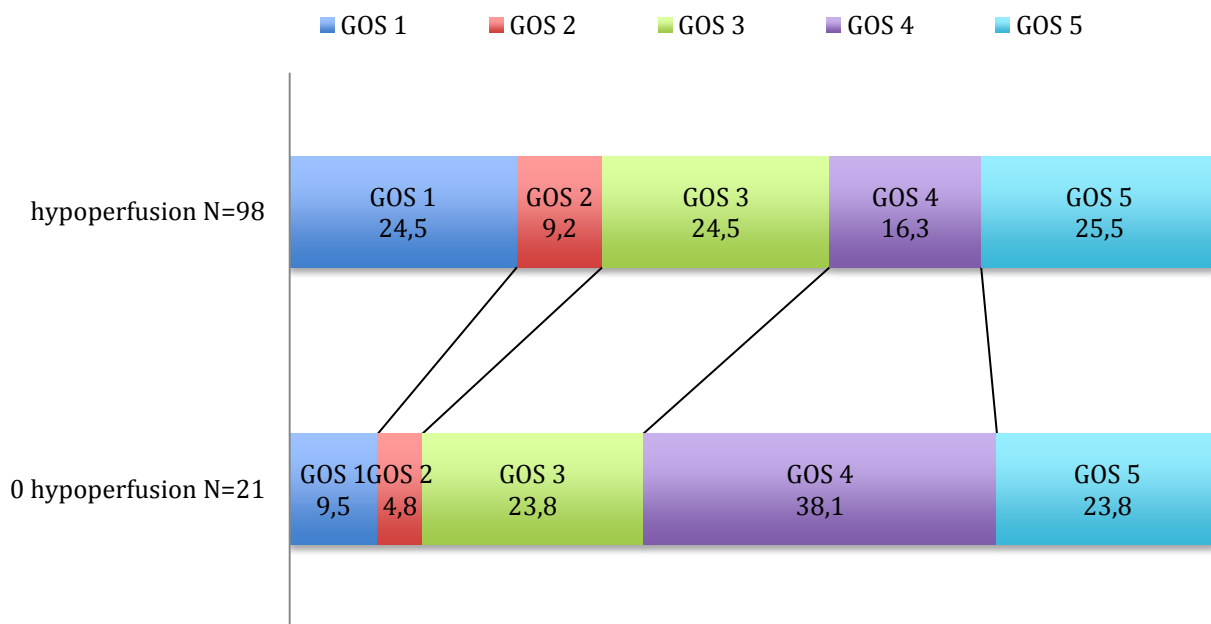 GOS 1 GOS 2 GOS 3 GOS 4 GOS 5
hypoperfusion N=98
GOS 1 GOS 2 GOS 3 GOS 4 GOS 5
24,5 9,2 24,5 16,3 25,5
0 hypoperfusion N=21
GOS 1 GOS 2 GOS 3 GOS 4 GOS 5
9,5 4,8 23,8 38,1 23,8